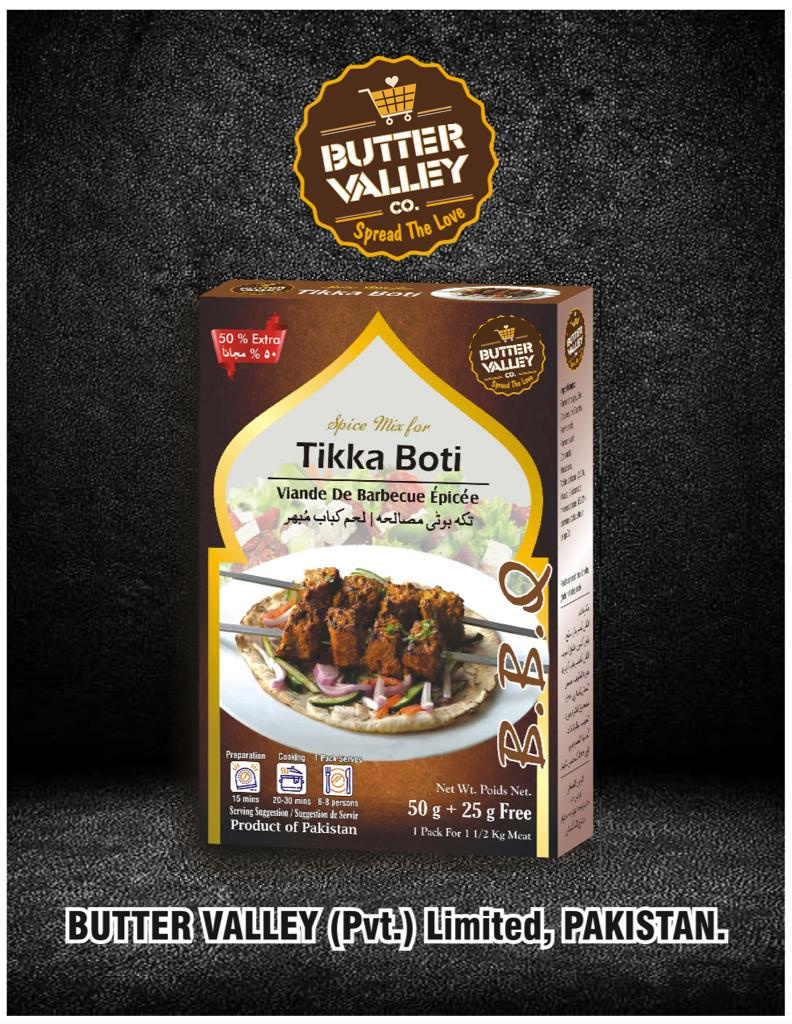 BUTTER
VALLEY
CO.
Spread The Love
Tikka Boti
50 % Extra
۵۰ % مجانا
BUTTER
VALLEY
CO.
Spread The Love
Spice Mix for
Tikka Boti
Viande De Barbecue Épicée
تکہ بوٹی مصالحہ | لحم كباب مُبهر
B.B.Q
Preparation Cooking 1 Pack Serves
15 mins 20-30 mins 6-8 persons
Serving Suggestion / Suggestion de Servir
Product of Pakistan
Net Wt. Poids Net.
50 g + 25 g Free
1 Pack For 1 1/2 Kg Meat
BUTTER VALLEY (Pvt.) Limited, PAKISTAN.